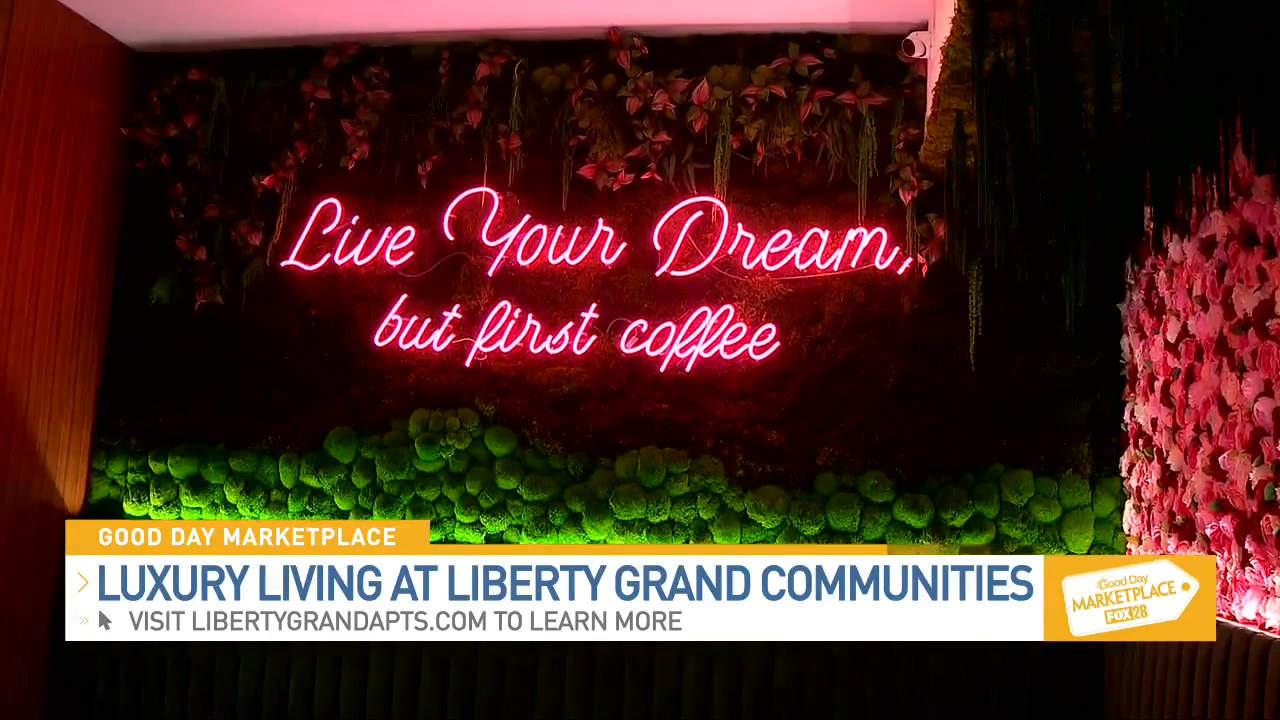 Live Your Dream,
but first coffee
GOOD DAY MARKETPLACE
LUXURY LIVING AT LIBERTY GRAND COMMUNITIES
VISIT LIBERTYGRANDAPTS.COM TO LEARN MORE
Good Day
MARKETPLACE
FOX 28